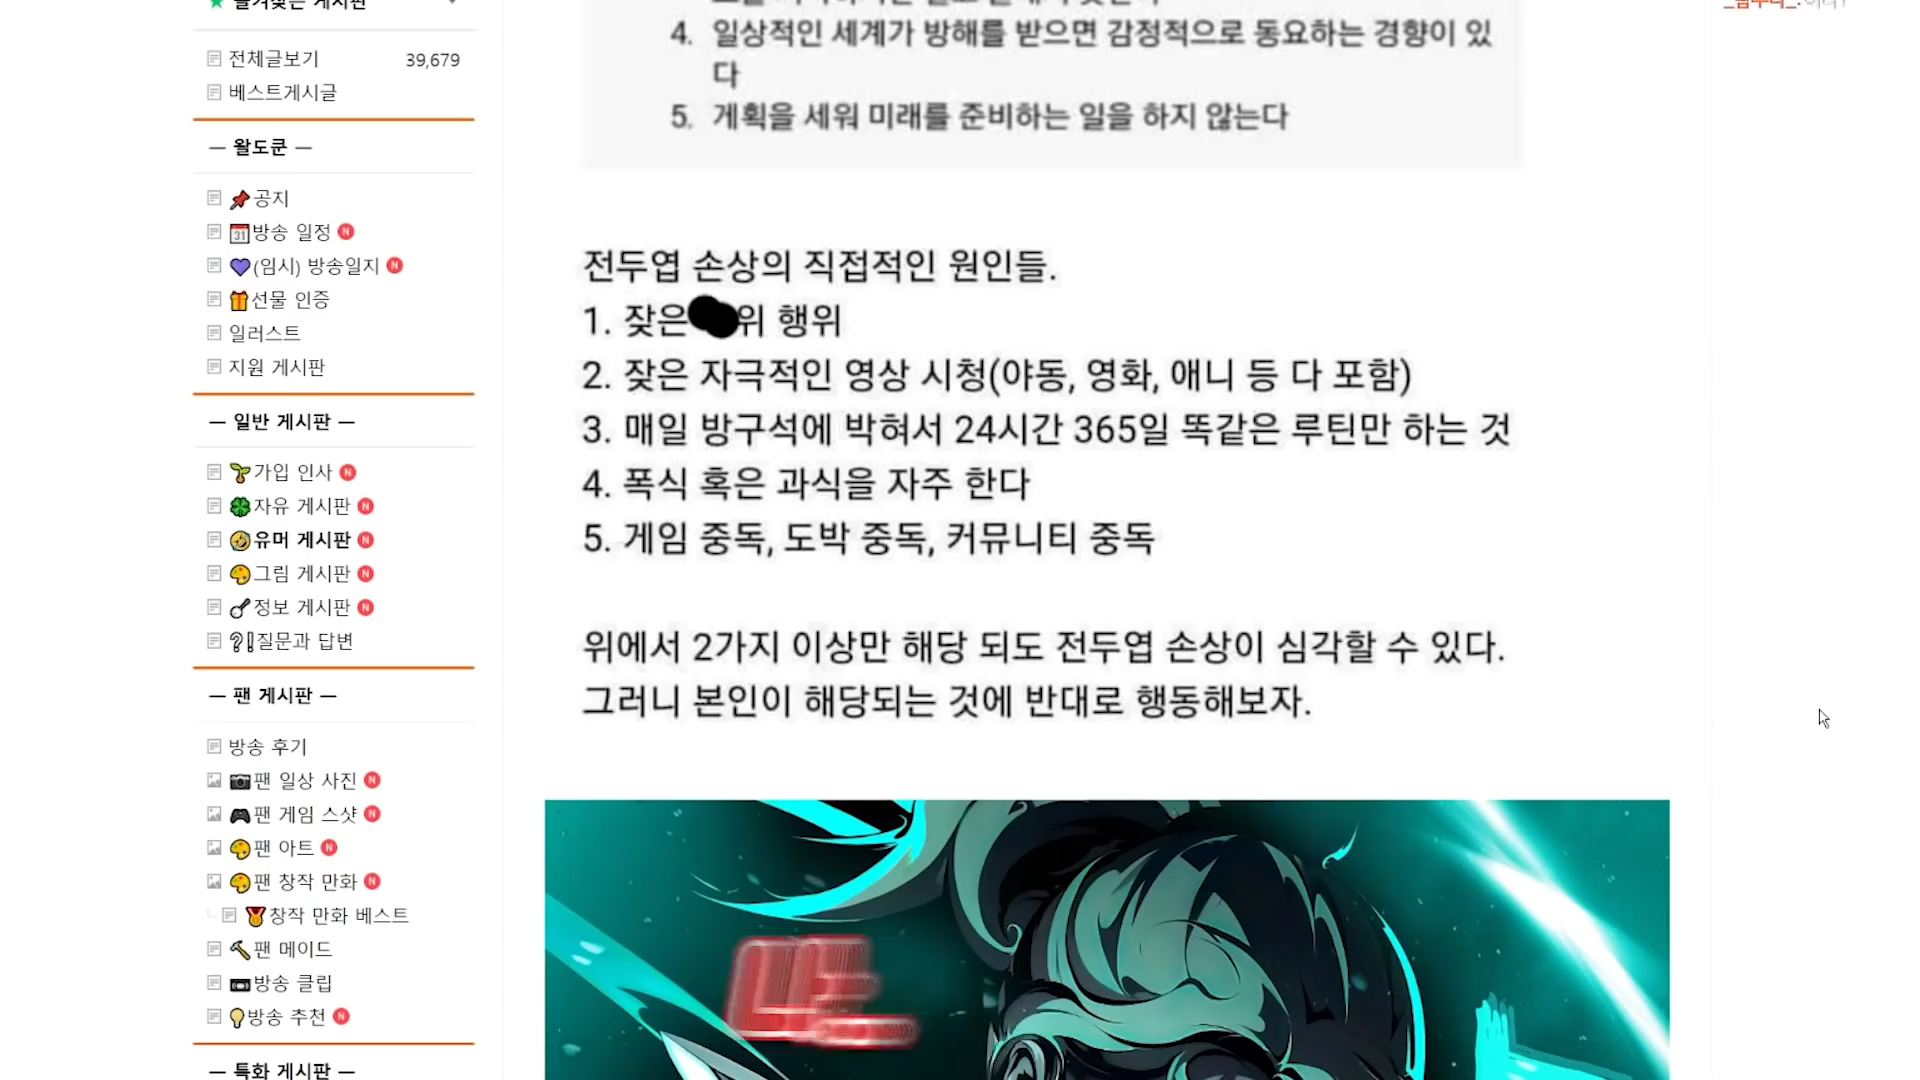 즐겨찾는 게시판
전체글보기 39,679
베스트게시글
— 왈도쿤 —
공지
방송 일정 N
(임시) 방송일지 N
선물 인증
일러스트
지원 게시판
— 일반 게시판 —
가입 인사 N
자유 게시판 N
유머 게시판 N
그림 게시판 N
정보 게시판 N
질문과 답변
— 팬 게시판 —
방송 후기
팬 일상 사진 N
팬 게임 스샷 N
팬 아트 N
팬 창작 만화 N
창작 만화 베스트
팬 메이드
방송 클립
방송 추천 N
— 특화 게시판 —
4. 일상적인 세계가 방해를 받으면 감정적으로 동요하는 경향이 있
다
5. 계획을 세워 미래를 준비하는 일을 하지 않는다
전두엽 손상의 직접적인 원인들.
1. 잦은 위 행위
2. 잦은 자극적인 영상 시청(야동, 영화, 애니 등 다 포함)
3. 매일 방구석에 박혀서 24시간 365일 똑같은 루틴만 하는 것
4. 폭식 혹은 과식을 자주 한다
5. 게임 중독, 도박 중독, 커뮤니티 중독
위에서 2가지 이상만 해당 되도 전두엽 손상이 심각할 수 있다.
그러니 본인이 해당되는 것에 반대로 행동해보자.